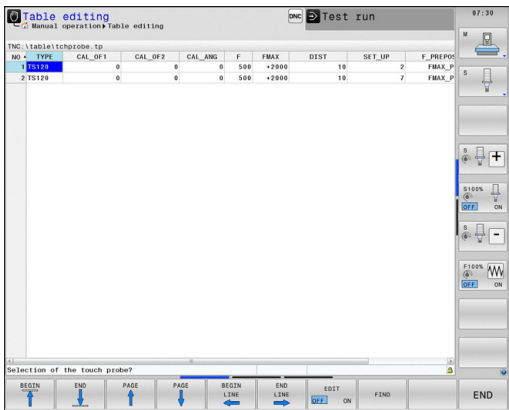 Table editing
DNC
Test run
07:30
Manual operation▸Table editing
TNC:\table\tchprobe.tp
NO TYPE CAL_OF1 CAL_OF2 CAL_ANG F FMAX DIST SET_UP F_PREPOS
1 TS120 0 0 0 500 +2000 10 2 FMAX_P
2 TS120 0 0 0 500 +2000 10 7 FMAX_P
M
S
S
+
S100%
OFF ON
S
-
F100%
OFF ON
Selection of the touch probe?
BEGIN
END
PAGE
PAGE
BEGIN LINE
END LINE
EDIT
OFF ON
FIND
END